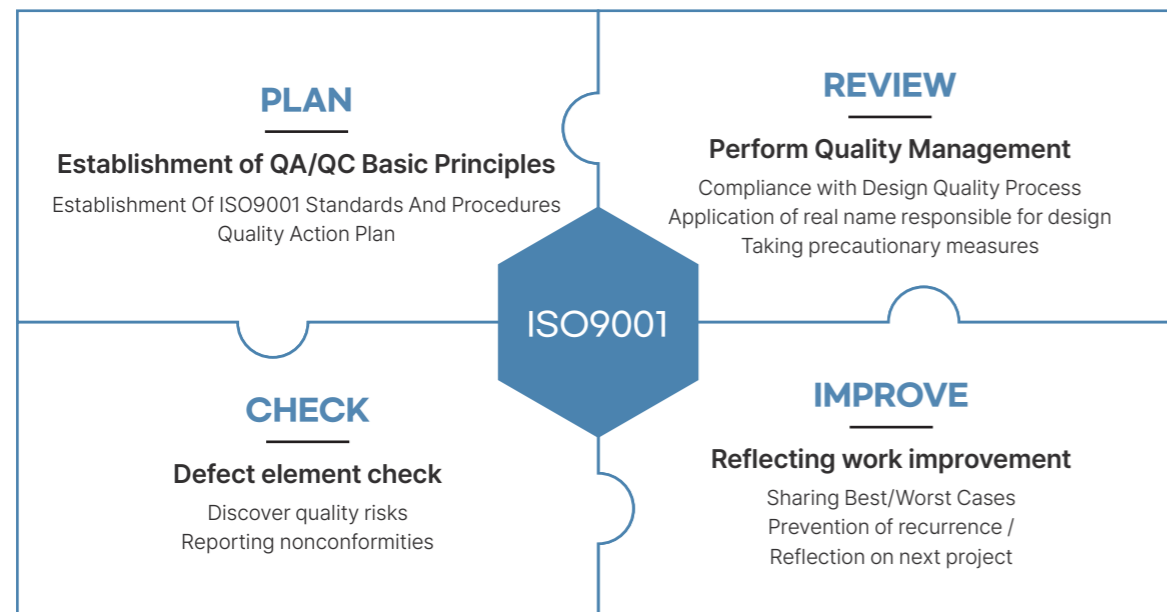 PLAN
Establishment of QA/QC Basic Principles
Establishment Of ISO9001 Standards And Procedures
Quality Action Plan
REVIEW
Perform Quality Management
Compliance with Design Quality Process
Application of real name responsible for design
Taking precautionary measures
ISO9001
CHECK
Defect element check
Discover quality risks
Reporting nonconformities
IMPROVE
Reflecting work improvement
Sharing Best/Worst Cases
Prevention of recurrence /
Reflection on next project